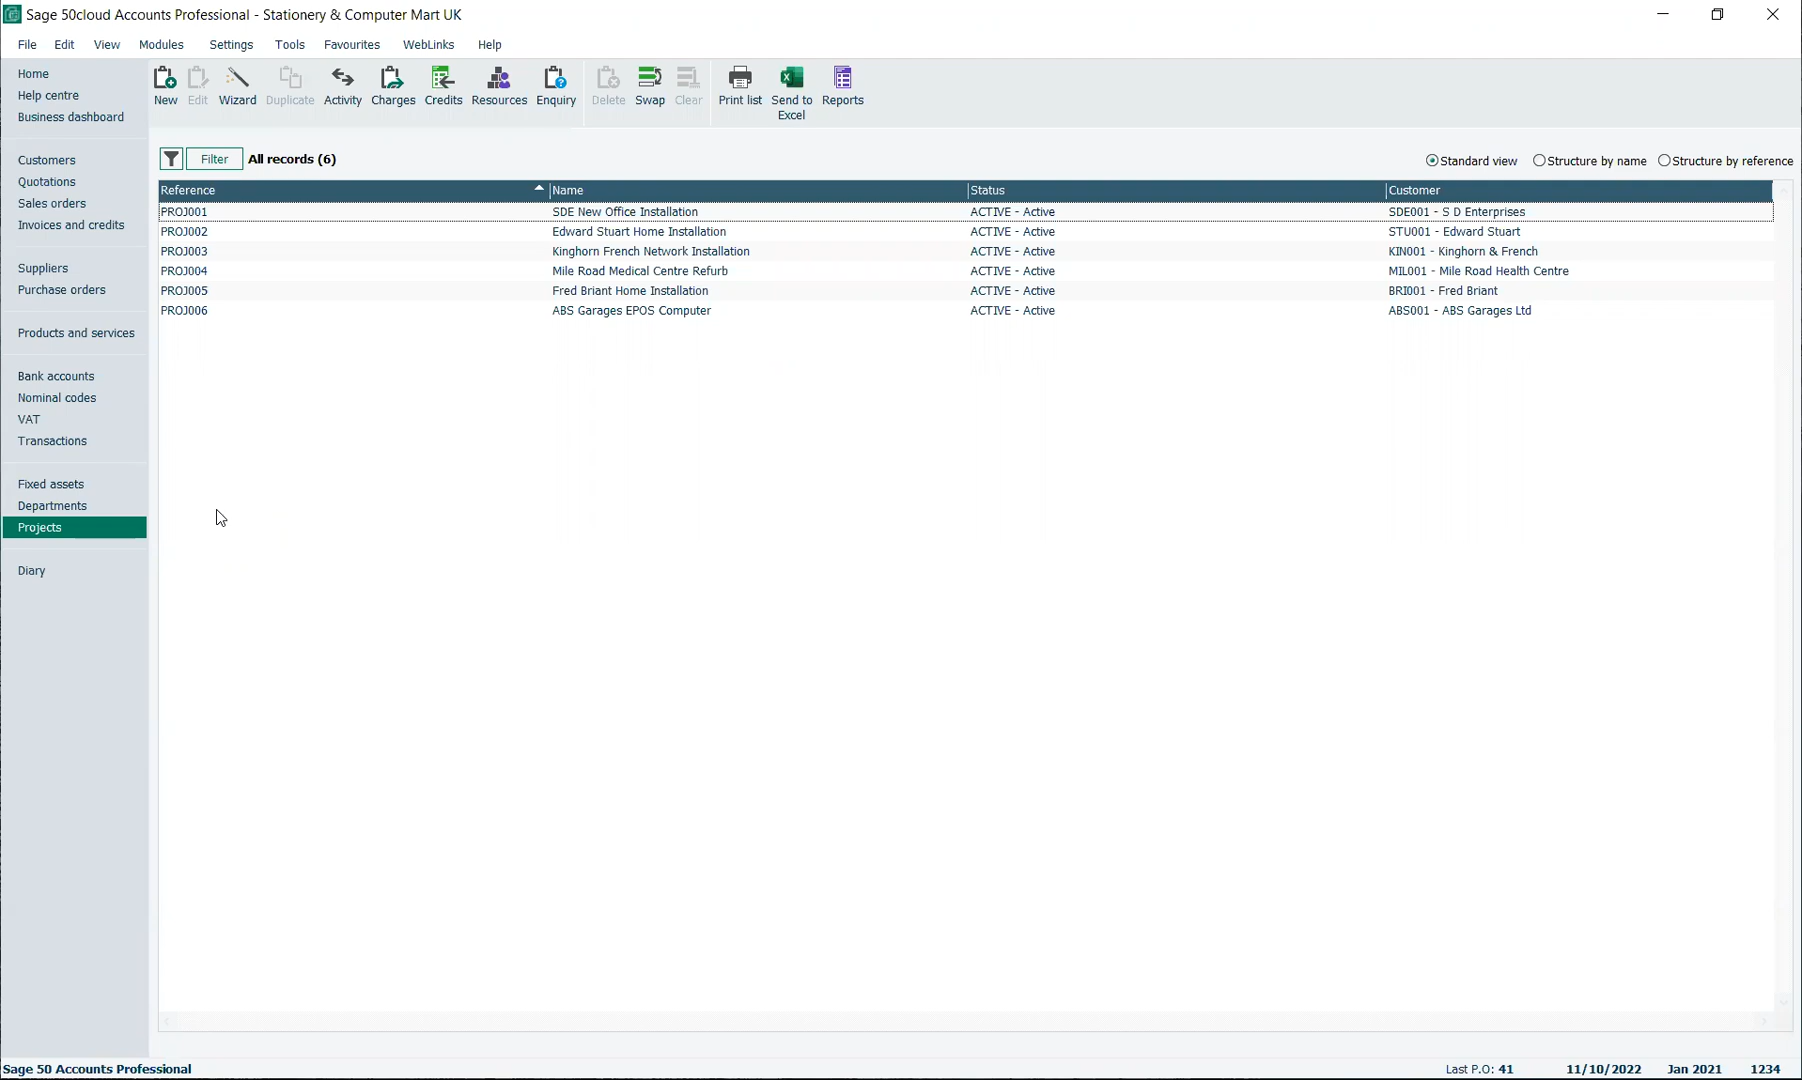 Sage 50cloud Accounts Professional - Stationery & Computer Mart UK
File Edit View Modules Settings Tools Favourites WebLinks Help
Home
Help centre
Business dashboard
Customers
Quotations
Sales orders
Invoices and credits
Suppliers
Purchase orders
Products and services
Bank accounts
Nominal codes
VAT
Transactions
Fixed assets
Departments
Projects
Diary
New Edit Wizard Duplicate Activity Charges Credits Resources Enquiry Delete Swap Clear Print list Send to Excel Reports
Filter All records (6) Standard view Structure by name Structure by reference
Reference Name Status Customer
PROJ001 SDE New Office Installation ACTIVE - Active SDE001 - S D Enterprises
PROJ002 Edward Stuart Home Installation ACTIVE - Active STU001 - Edward Stuart
PROJ003 Kinghorn French Network Installation ACTIVE - Active KIN001 - Kinghorn & French
PROJ004 Mile Road Medical Centre Refurb ACTIVE - Active MIL001 - Mile Road Health Centre
PROJ005 Fred Briant Home Installation ACTIVE - Active BRI001 - Fred Briant
PROJ006 ABS Garages EPOS Computer ACTIVE - Active ABS001 - ABS Garages Ltd
Sage 50 Accounts Professional Last P.O: 41 11/10/2022 Jan 2021 1234